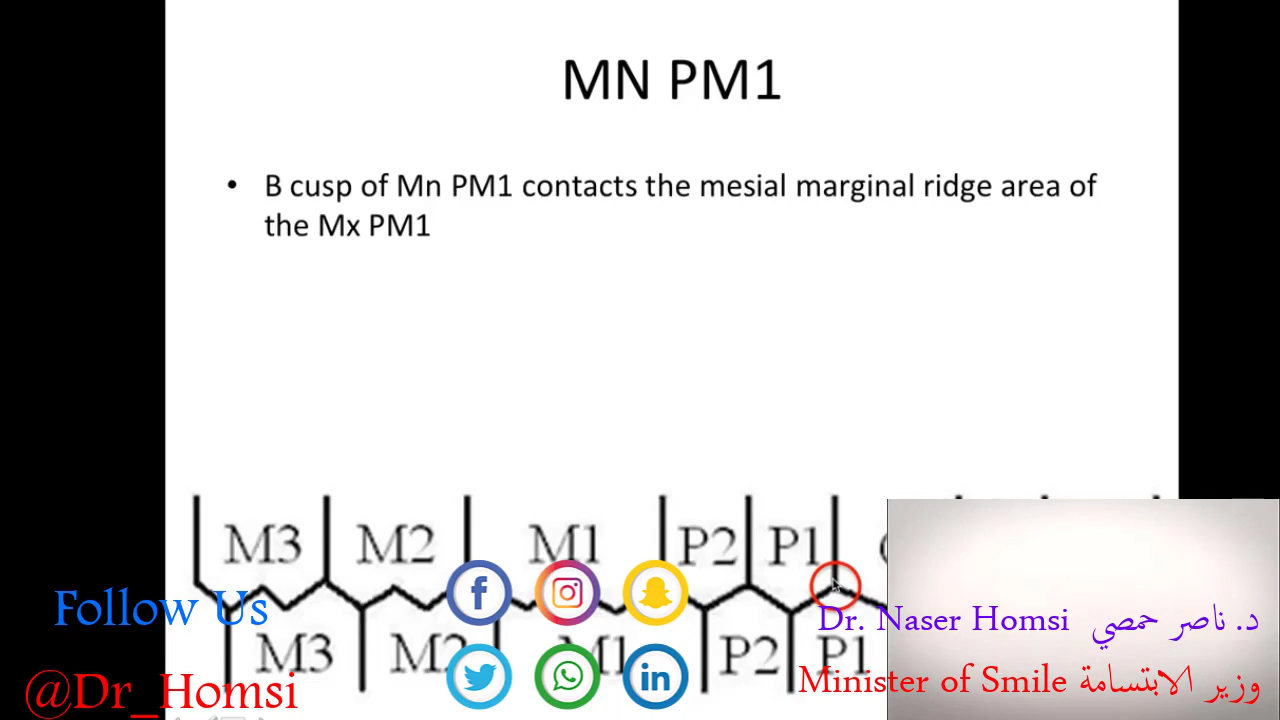 MN PM1
• B cusp of Mn PM1 contacts the mesial marginal ridge area of
the Mx PM1
M3 M2 M1 P2 P1
M3 M2 M1 P2 P1
Follow Us
@Dr_Homsi
Dr. Naser Homsi د. ناصر حمصي
Minister of Smile وزير الابتسامة